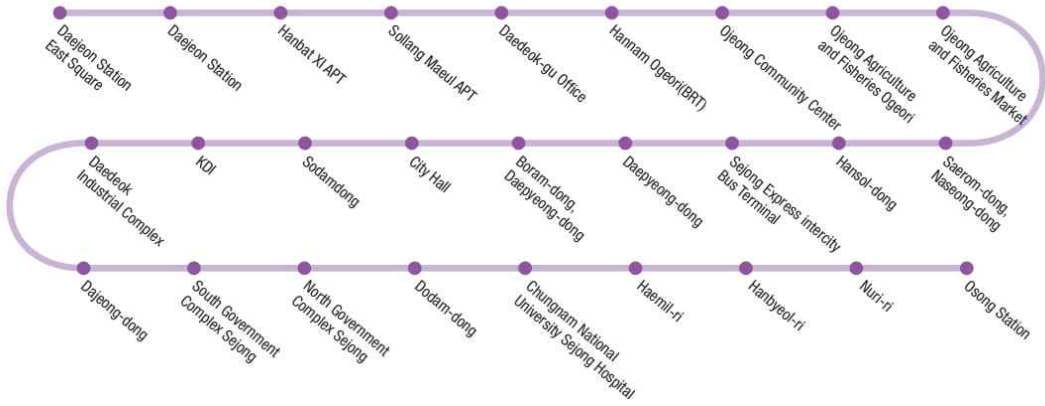 Daejeon Station
East Square
Daejeon Station
Hanbat XI APT
Sollang Maeul APT
Daedeok-gu Office
Hannam Ogeori(BRT)
Ojeong Community Center
Ojeong Agriculture
and Fisheries Ogeori
Ojeong Agriculture
and Fisheries Market
Daedeok
Industrial Complex
KDI
Sodamdong
City Hall
Boram-dong,
Daepyeong-dong
Daepyeong-dong
Sejong Express intercity
Bus Terminal
Hansol-dong
Saerom-dong,
Naseong-dong
Dajeong-dong
South Government
Complex Sejong
North Government
Complex Sejong
Dodam-dong
Chungnam National
University Sejong Hospital
Haemil-ri
Hanbyeol-ri
Nuri-ri
Osong Station